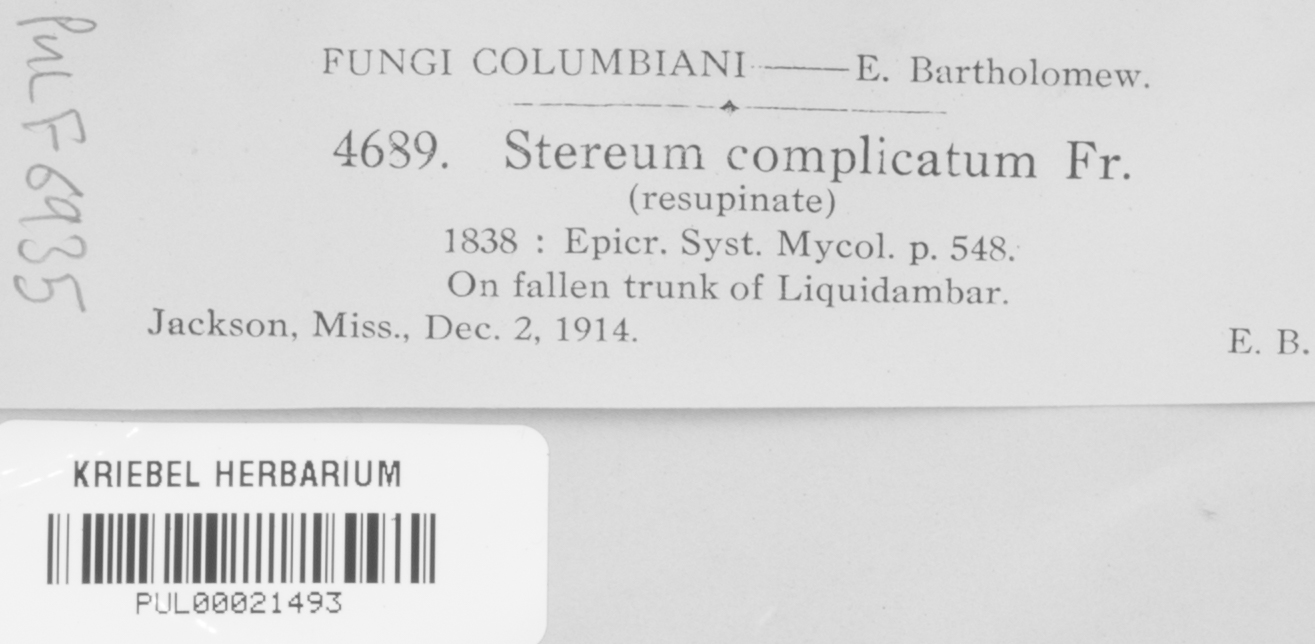 PUL F6935
FUNGI COLUMBIANI——E. Bartholomew.
4689. Stereum complicatum Fr.
(resupinate)
1838 : Epicr. Syst. Mycol. p. 548.
On fallen trunk of Liquidambar.
Jackson, Miss., Dec. 2, 1914.
E. B.
KRIEBEL HERBARIUM
PUL00021493